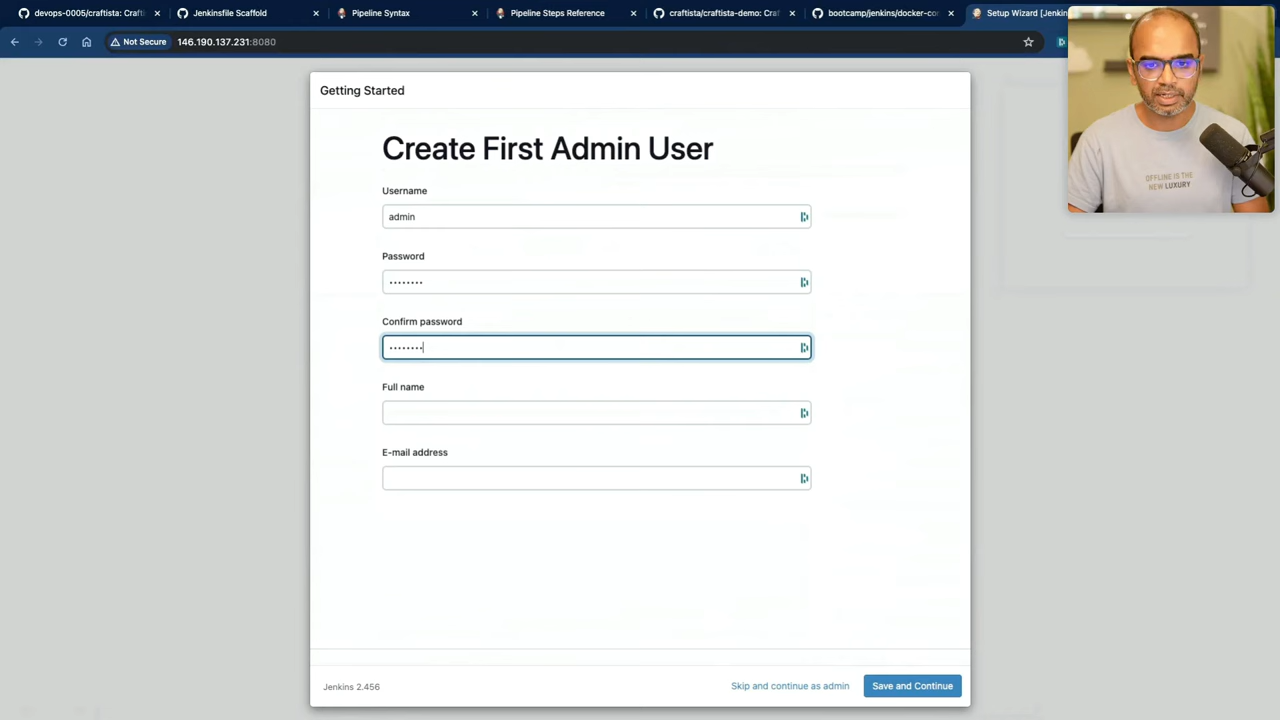 devops-0005/craftista: Crafti
Jenkinsfile Scaffold
Pipeline Syntax
Pipeline Steps Reference
craftista/craftista-demo: Craf
bootcamp/jenkins/docker-con
Setup Wizard [Jenkin
Not Secure
146.190.137.231:8080
Getting Started
Create First Admin User
Username
admin
Password
••••••••
Confirm password
••••••••
Full name
E-mail address
Jenkins 2.456
Skip and continue as admin
Save and Continue
OFFLINE IS THE
NEW LUXURY